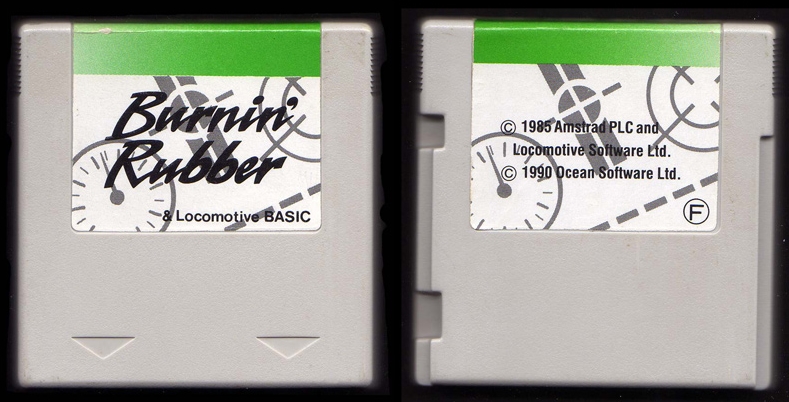 Burnin'
Rubber
& Locomotive BASIC
© 1985 Amstrad PLC and
Locomotive Software Ltd.
© 1990 Ocean Software Ltd.
F